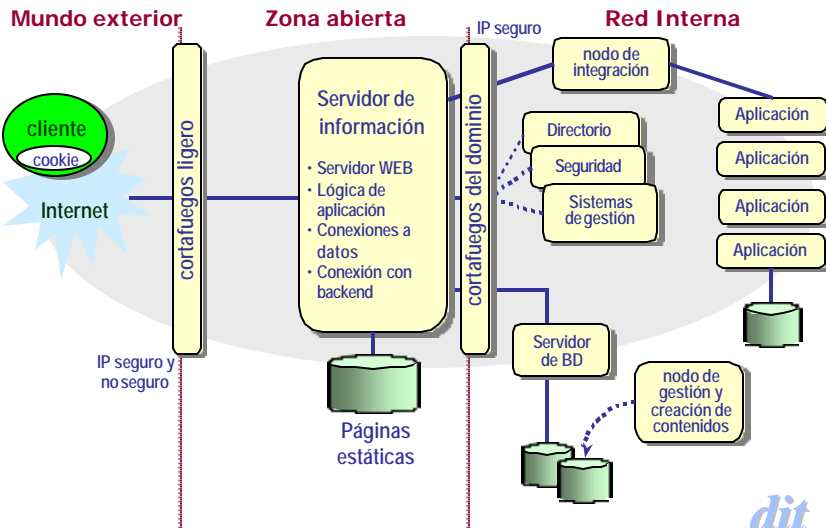 Mundo exterior
Zona abierta
Red Interna
IP seguro
cliente
cookie
Internet
cortafuegos ligero
IP seguro y
no seguro
Servidor de
información
• Servidor WEB
• Lógica de
aplicación
• Conexiones a
datos
• Conexión con
backend
Páginas
estáticas
cortafuegos del dominio
nodo de
integración
Directorio
Seguridad
Sistemas
de gestión
Aplicación
Aplicación
Aplicación
Aplicación
Servidor
de BD
nodo de
gestión y
creación de
contenidos
dit